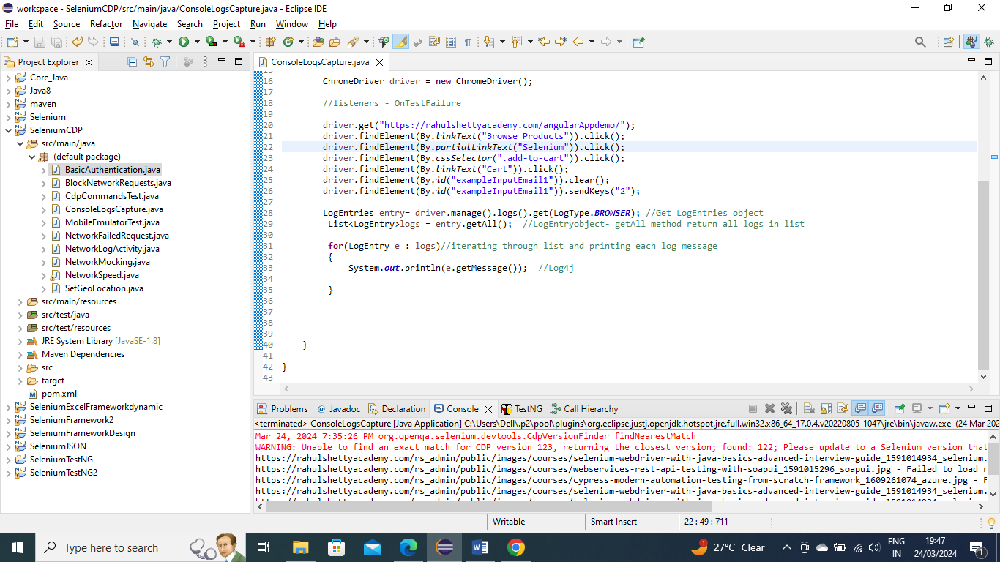 workspace - SeleniumCDP/src/main/java/ConsoleLogsCapture.java - Eclipse IDE
File Edit Source Refactor Navigate Search Project Run Window Help
Project Explorer
Core_Java
Java8
maven
Selenium
SeleniumCDP
src/main/java
(default package)
BasicAuthentication.java
BlockNetworkRequests.java
CdpCommandsTest.java
ConsoleLogsCapture.java
MobileEmulatorTest.java
NetworkFailedRequest.java
NetworkLogActivity.java
NetworkMocking.java
NetworkSpeed.java
SetGeoLocation.java
src/main/resources
src/test/java
src/test/resources
JRE System Library [JavaSE-1.8]
Maven Dependencies
src
target
pom.xml
SeleniumExcelFrameworkdynamic
SeleniumFramework2
SeleniumFrameworkDesign
SeleniumJSON
SeleniumTestNG
SeleniumTestNG2
ConsoleLogsCapture.java
15
16 ChromeDriver driver = new ChromeDriver();
17
18 //listeners - OnTestFailure
19
20 driver.get("https://rahulshettyacademy.com/angularAppdemo/");
21 driver.findElement(By.linkText("Browse Products")).click();
22 driver.findElement(By.partialLinkText("Selenium")).click();
23 driver.findElement(By.cssSelector(".add-to-cart")).click();
24 driver.findElement(By.linkText("Cart")).click();
25 driver.findElement(By.id("exampleInputEmail1")).clear();
26 driver.findElement(By.id("exampleInputEmail1")).sendKeys("2");
27
28 LogEntries entry= driver.manage().logs().get(LogType.BROWSER); //Get LogEntries object
29 List<LogEntry>logs = entry.getAll(); //LogEntryobject- getAll method return all logs in list
30
31 for(LogEntry e : logs)//iterating through list and printing each log message
32 {
33 System.out.println(e.getMessage()); //Log4j
34
35 }
36
37
38
39
40 }
41
42 }
43
Problems @ Javadoc Declaration Console TestNG Call Hierarchy
<terminated> ConsoleLogsCapture [Java Application] C:\Users\Dell\.p2\pool\plugins\org.eclipse.justj.openjdk.hotspot.jre.full.win32.x86_64_17.0.4.v20220805-1047\jre\bin\javaw.exe (24 Mar 202
Mar 24, 2024 7:35:26 PM org.openqa.selenium.devtools.CdpVersionFinder findNearestMatch
WARNING: Unable to find an exact match for CDP version 123, returning the closest version; found: 122; Please update to a Selenium version that
https://rahulshettyacademy.com/rs_admin/public/images/courses/selenium-webdriver-with-java-basics-advanced-interview-guide_1591014934_selenium.
https://rahulshettyacademy.com/rs_admin/public/images/courses/webservices-rest-api-testing-with-soapui_1591015296_soapui.jpg - Failed to load r
https://rahulshettyacademy.com/rs_admin/public/images/courses/cypress-modern-automation-testing-from-scratch-framework_1609261074_azure.jpg - F
https://rahulshettyacademy.com/rs_admin/public/images/courses/selenium-webdriver-with-java-basics-advanced-interview-guide_1591014934_selenium.
Writable Smart Insert 22 : 49 : 711
Type here to search
27°C Clear
ENG
IN
19:47
24/03/2024
1